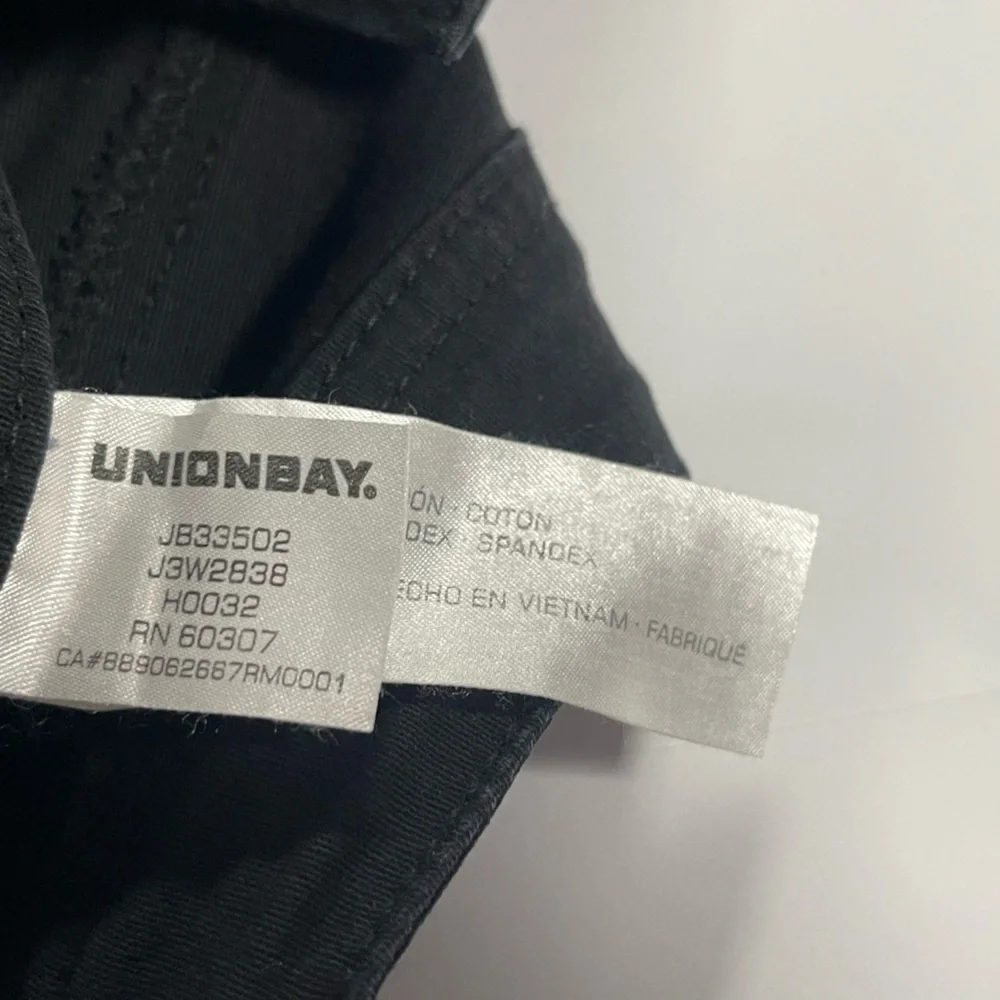 UNIONBAY®
JB33502
J3W2838
H0032
RN 60307
CA#889062667RM0001
ÓN · COTON
DEX · SPANDEX
ECHO EN VIETNAM · FABRIQUÉ